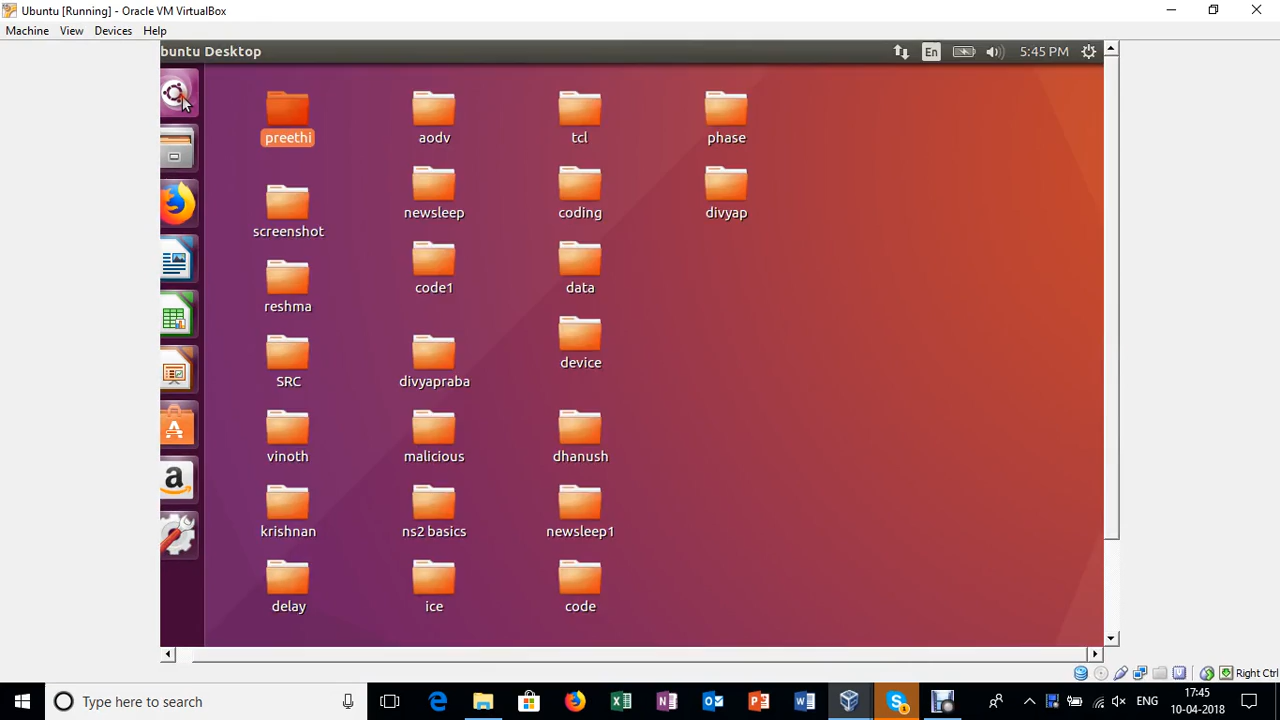 Ubuntu [Running] - Oracle VM VirtualBox
Machine View Devices Help
buntu Desktop En 5:45 PM
preethi aodv tcl phase
newsleep coding divyap
screenshot
code1 data
reshma
device
SRC divyapraba
vinoth malicious dhanush
krishnan ns2 basics newsleep1
delay ice code
Right Ctrl
Type here to search
ENG
17:45
10-04-2018